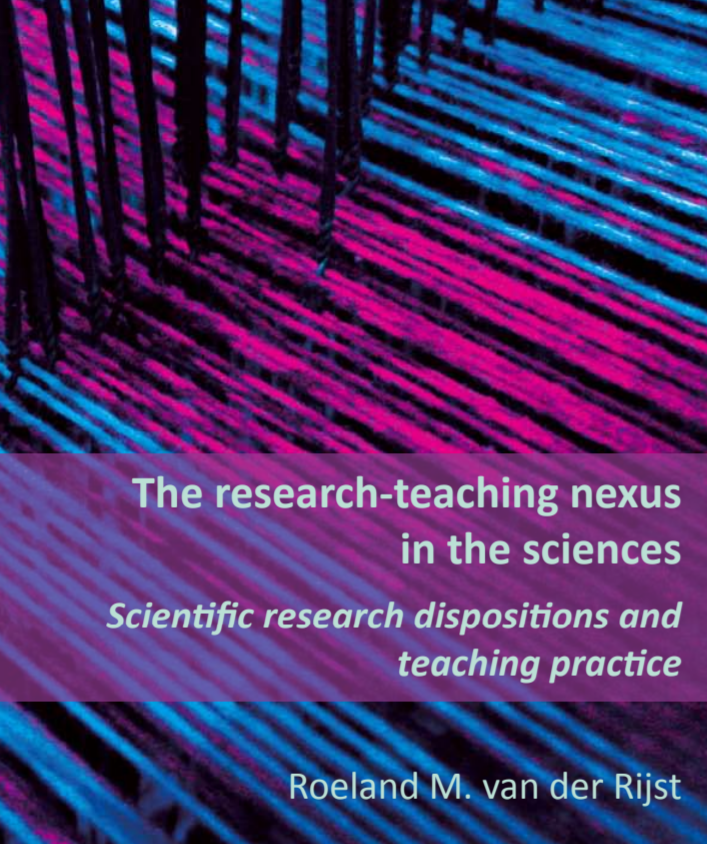 The research-teaching nexus
in the sciences
Scientific research dispositions and
teaching practice
Roeland M. van der Rijst